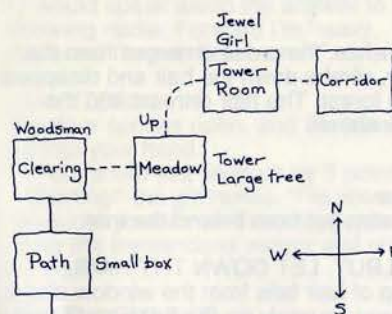 Jewel
Girl
Tower
Room
Corridor
Up
Woodsman
Clearing
Meadow
Tower
Large tree
Path
Small box
N
W
S